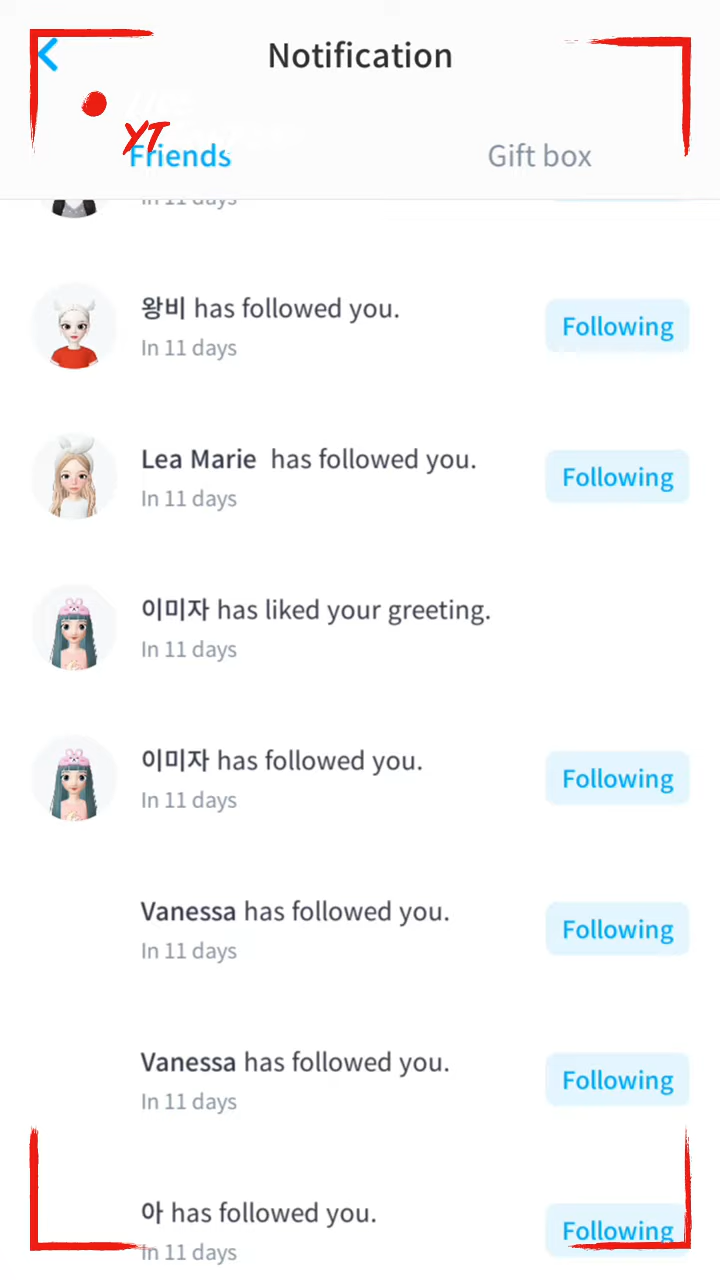 Notification
YT
Friends
Gift box
In 11 days
왕비 has followed you.
In 11 days
Following
Lea Marie has followed you.
In 11 days
Following
이미자 has liked your greeting.
In 11 days
이미자 has followed you.
In 11 days
Following
Vanessa has followed you.
In 11 days
Following
Vanessa has followed you.
In 11 days
Following
아 has followed you.
In 11 days
Following